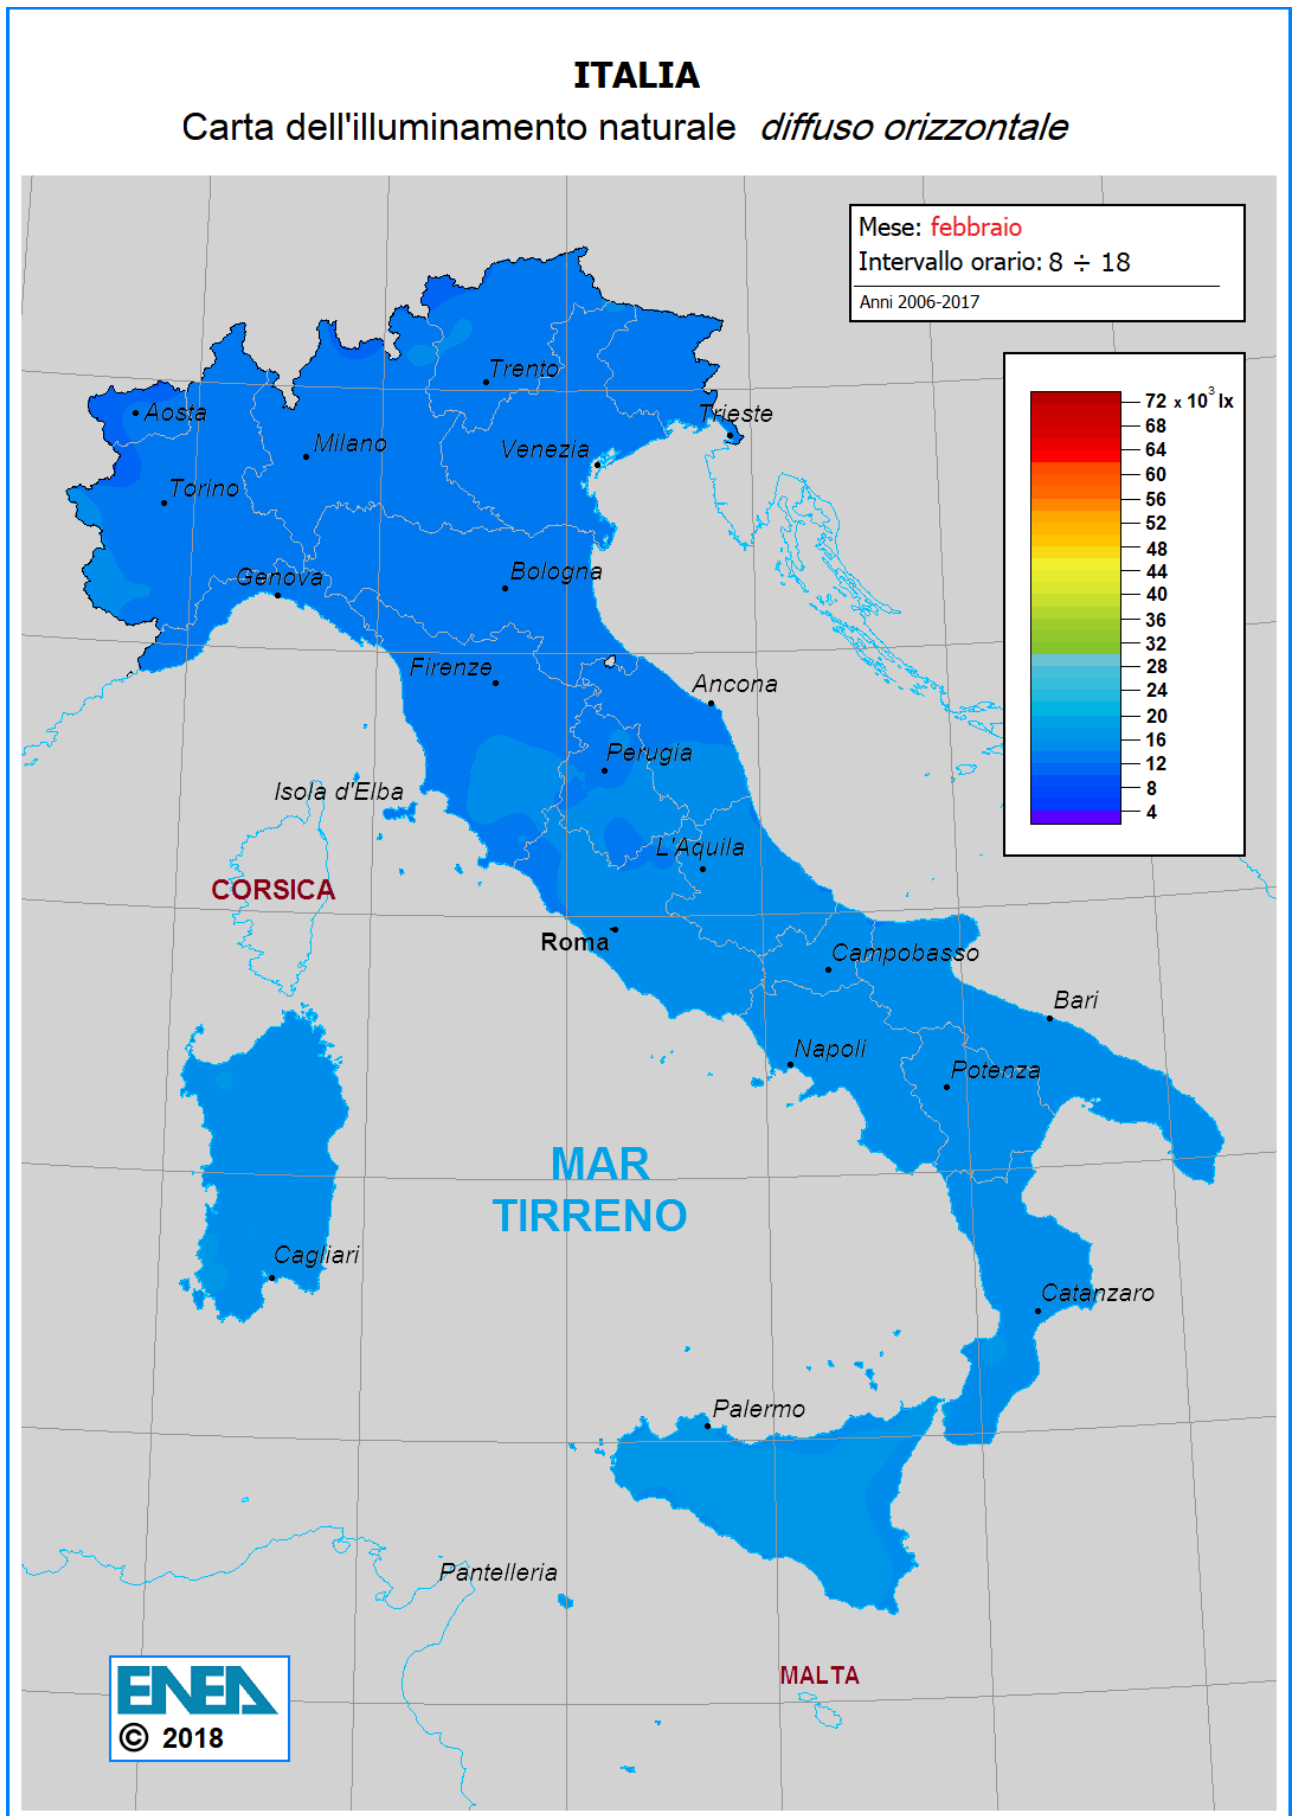 ITALIA
Carta dell'illuminamento naturale diffuso orizzontale
Mese: febbraio
Intervallo orario: 8 ÷ 18
Anni 2006-2017
72 x 10³ lx
68
64
60
56
52
48
44
40
36
32
28
24
20
16
12
8
4
Trento
Aosta
Trieste
Milano
Venezia
Torino
Genova
Bologna
Firenze
Ancona
Perugia
Isola d'Elba
L'Aquila
CORSICA
Roma
Campobasso
Bari
Napoli
Potenza
MAR
TIRRENO
Cagliari
Catanzaro
Palermo
Pantelleria
MALTA
ENEA
© 2018